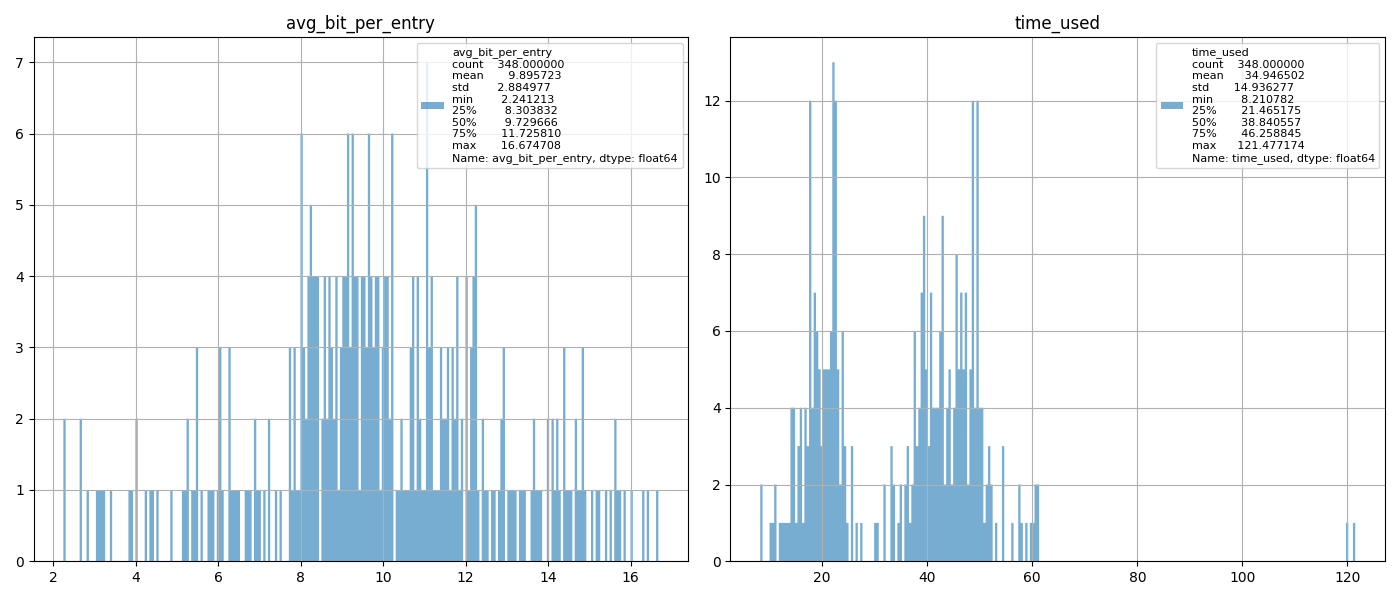 avg_bit_per_entry
avg_bit_per_entry
count 348.000000
mean 9.895723
std 2.884977
min 2.241213
25% 8.303832
50% 9.729666
75% 11.725810
max 16.674708
Name: avg_bit_per_entry, dtype: float64
7
6
5
4
3
2
1
0
2 4 6 8 10 12 14 16
time_used
time_used
count 348.000000
mean 34.946502
std 14.936277
min 8.210782
25% 21.465175
50% 38.840557
75% 46.258845
max 121.477174
Name: time_used, dtype: float64
12
10
8
6
4
2
0
20 40 60 80 100 120